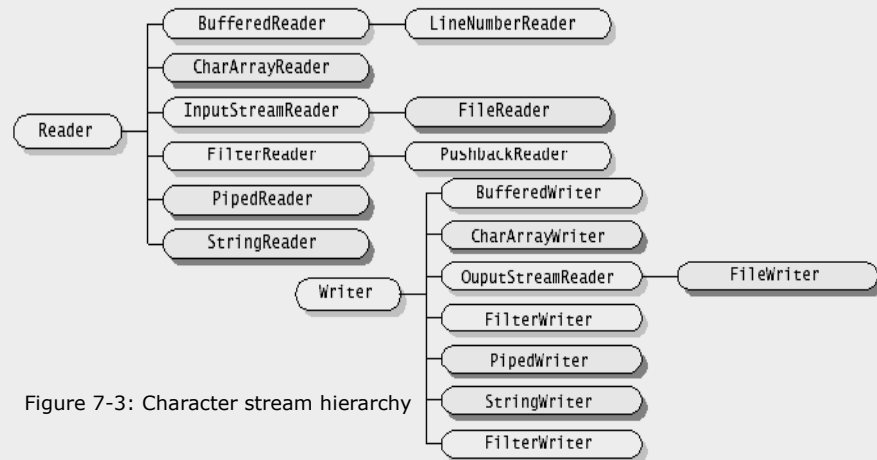 BufferedReader
LineNumberReader
CharArrayReader
InputStreamReader
FileReader
Reader
FilterReader
PushbackReader
PipedReader
StringReader
BufferedWriter
CharArrayWriter
Writer
OuputStreamReader
FileWriter
FilterWriter
PipedWriter
StringWriter
FilterWriter
Figure 7-3: Character stream hierarchy